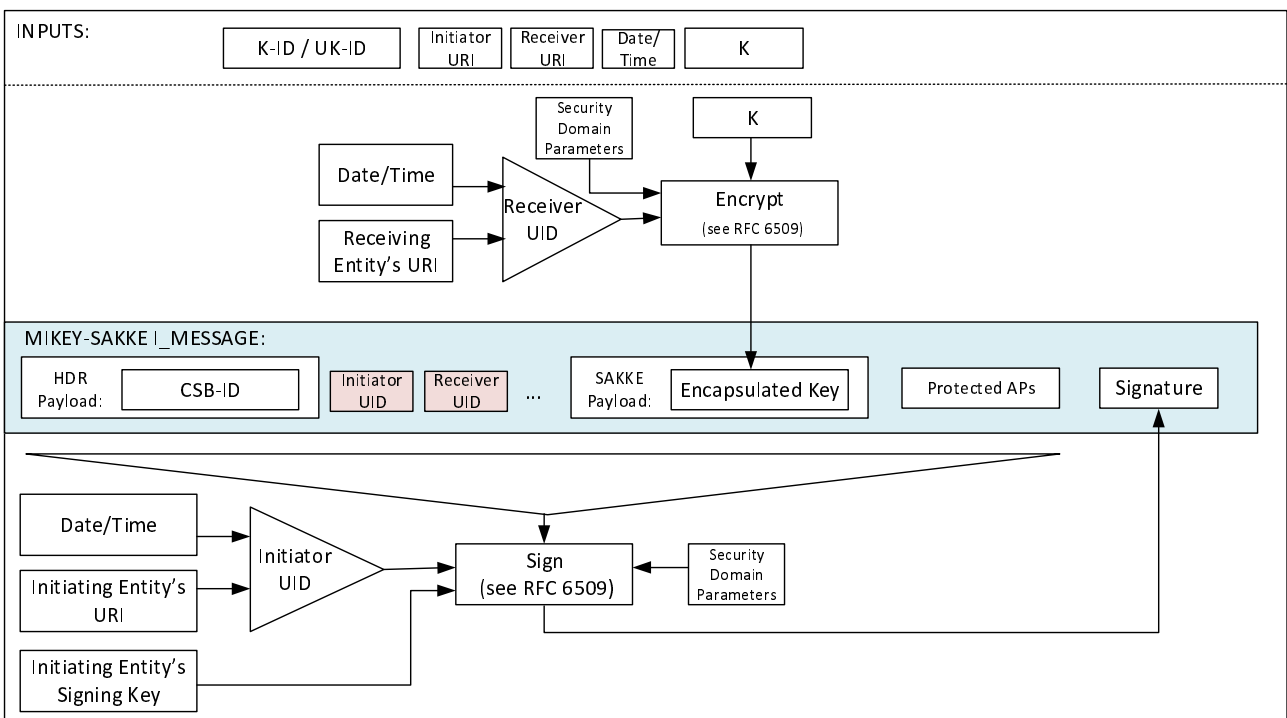 INPUTS:
K-ID / UK-ID
Initiator
URI
Receiver
URI
Date/
Time
K
Security
Domain
Parameters
K
Date/Time
Receiver
UID
Encrypt
(see RFC 6509)
Receiving
Entity’s URI
MIKEY-SAKKE I_MESSAGE:
HDR
Payload:
CSB-ID
Initiator
UID
Receiver
UID
...
SAKKE
Payload:
Encapsulated Key
Protected APs
Signature
Date/Time
Initiator
UID
Sign
(see RFC 6509)
Security
Domain
Parameters
Initiating Entity’s
URI
Initiating Entity’s
Signing Key